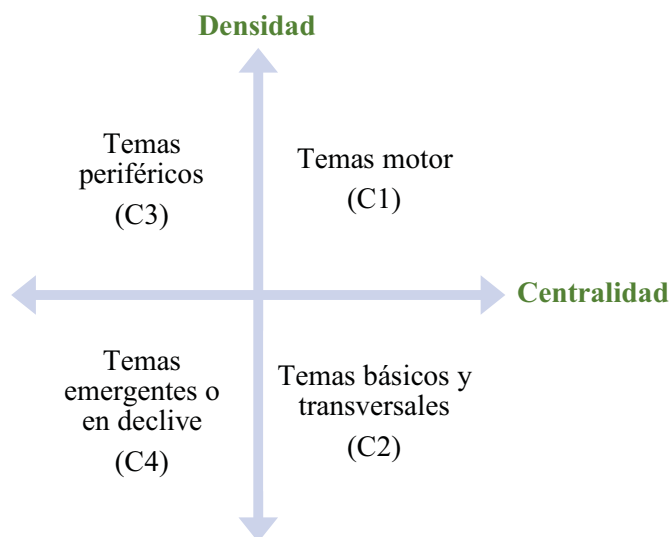 Densidad
Temas
periféricos
(C3)
Temas motor
(C1)
Centralidad
Temas
emergentes o
en declive
(C4)
Temas básicos y
transversales
(C2)